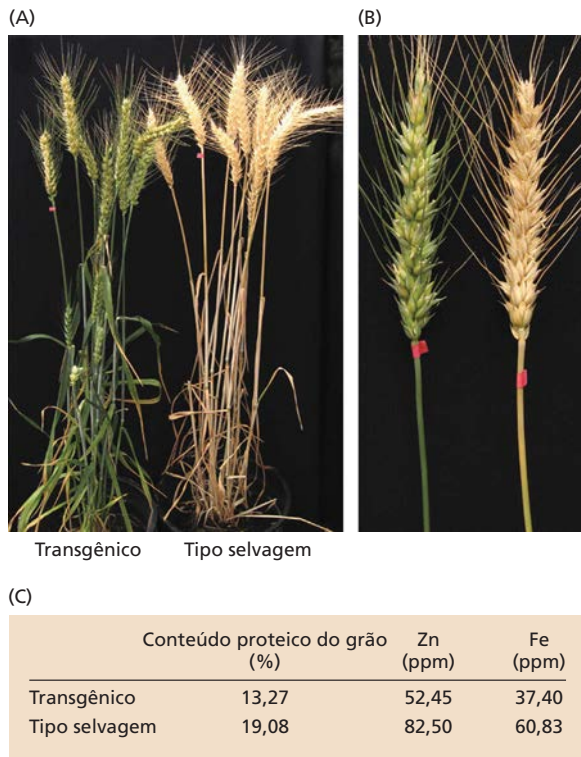 (A)
(B)
Transgênico Tipo selvagem
(C)
Conteúdo proteico do grão Zn Fe
(%) (ppm) (ppm)
Transgênico 13,27 52,45 37,40
Tipo selvagem 19,08 82,50 60,83